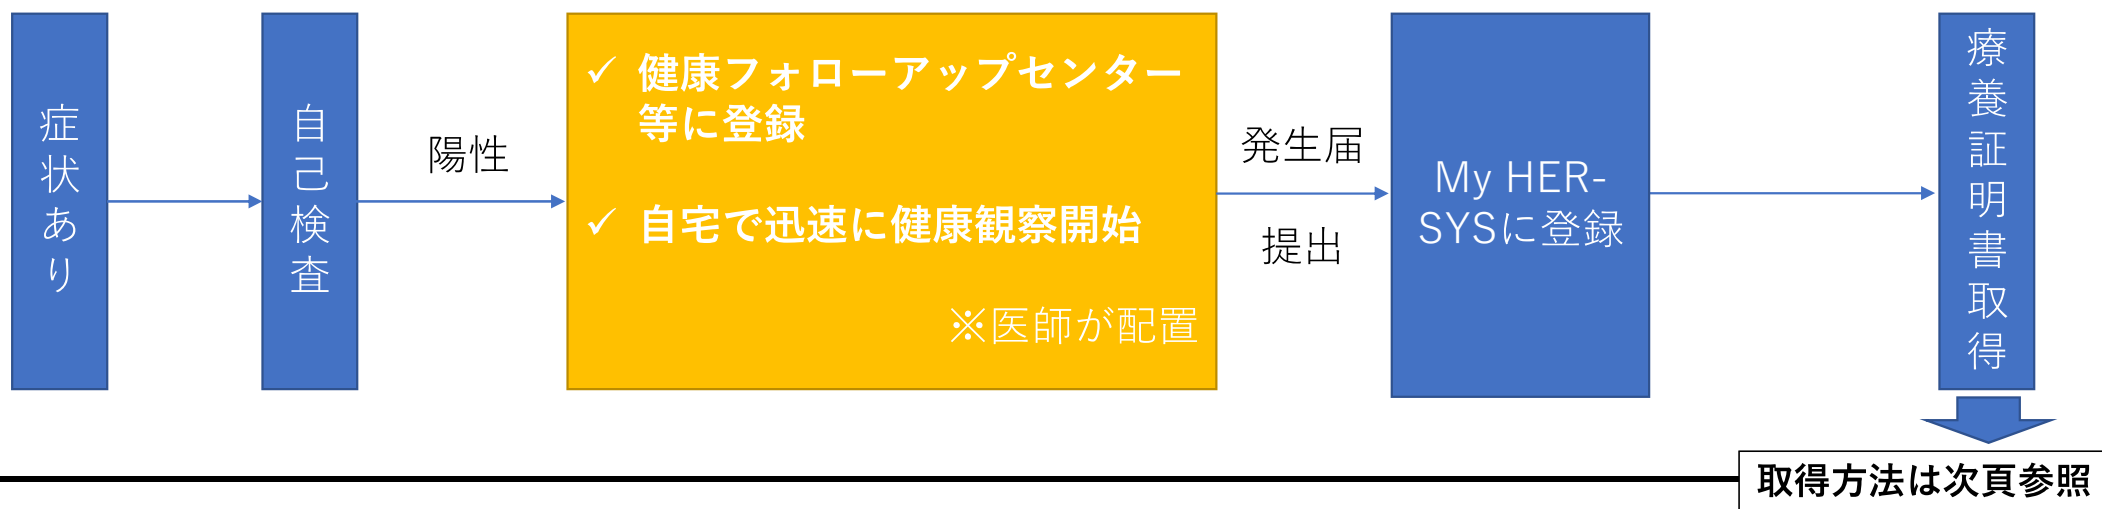 症状あり
自己検査
陽性
✓ 健康フォローアップセンター
等に登録
✓ 自宅で迅速に健康観察開始
※医師が配置
発生届
提出
My HER-
SYSに登録
療養証明書取得
取得方法は次頁参照